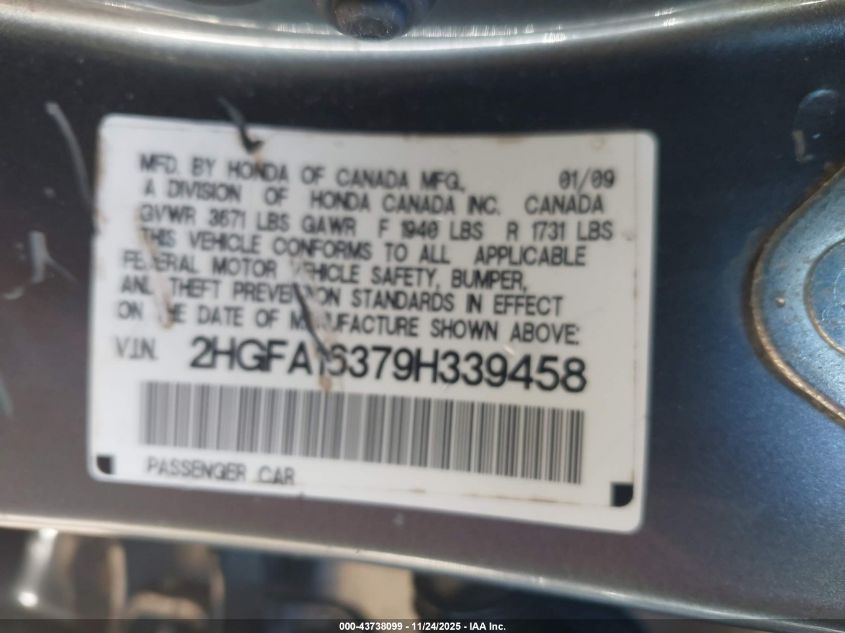 MFD. BY HONDA OF CANADA MFG. 01/09
A DIVISION OF HONDA CANADA INC. CANADA
GVWR 3671 LBS GAWR F 1940 LBS R 1731 LBS
THIS VEHICLE CONFORMS TO ALL APPLICABLE
FEDERAL MOTOR VEHICLE SAFETY, BUMPER,
AND THEFT PREVENTION STANDARDS IN EFFECT
ON THE DATE OF MANUFACTURE SHOWN ABOVE:
V.I.N. 2HGFA16379H339458
PASSENGER CAR
000-43738099 - 11/24/2025 - IAA Inc.